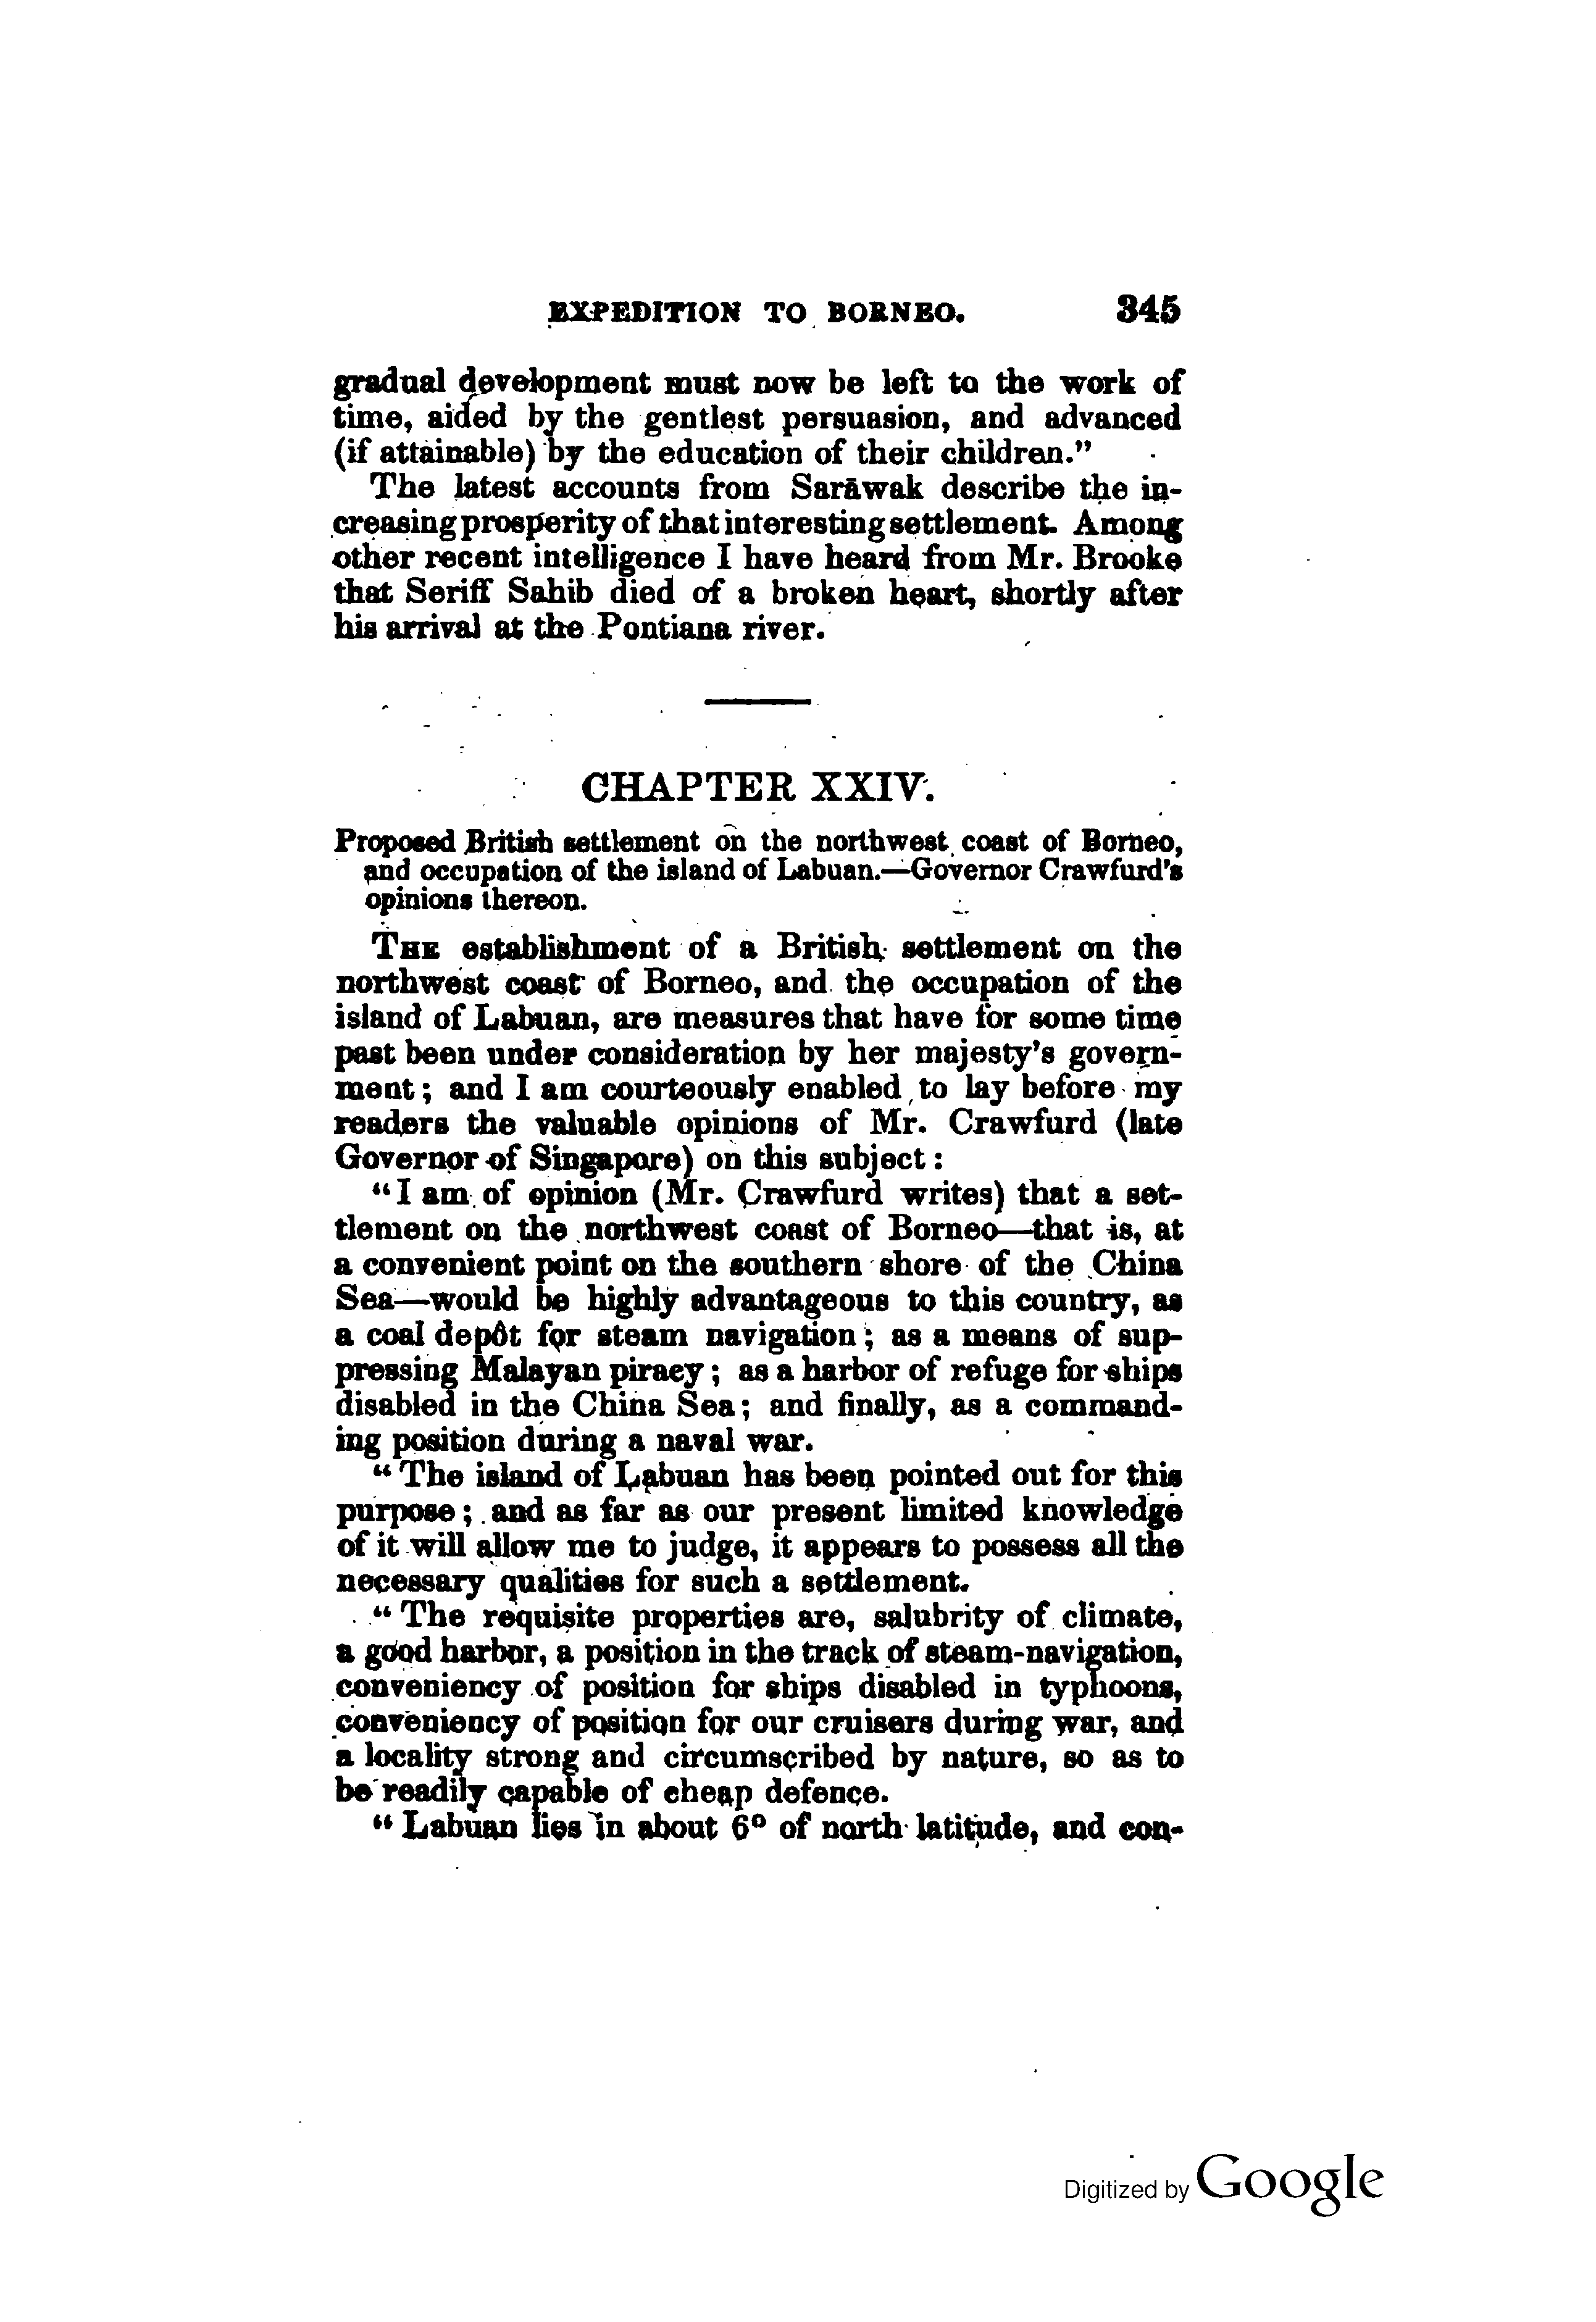 EXPEDITION TO BORNEO. 345
gradual development must now be left to the work of
time, aided by the gentlest persuasion, and advanced
(if attainable) by the education of their children.”
The latest accounts from Sarāwak describe the in-
creasing prosperity of that interesting settlement. Among
other recent intelligence I have heard from Mr. Brooke
that Seriff Sahib died of a broken heart, shortly after
his arrival at the Pontiana river.
CHAPTER XXIV.
Proposed British settlement on the northwest coast of Borneo,
and occupation of the island of Labuan.—Governor Crawfurd's
opinions thereon.
THE establishment of a British settlement on the
northwest coast of Borneo, and the occupation of the
island of Labuan, are measures that have for some time
past been under consideration by her majesty's govern-
ment; and I am courteously enabled to lay before my
readers the valuable opinions of Mr. Crawfurd (late
Governor of Singapore) on this subject:
“I am of opinion (Mr. Crawfurd writes) that a set-
tlement on the northwest coast of Borneo—that is, at
a convenient point on the southern shore of the China
Sea—would be highly advantageous to this country, as
a coal depôt for steam navigation; as a means of sup-
pressing Malayan piracy; as a harbor of refuge for ships
disabled in the China Sea; and finally, as a command-
ing position during a naval war.
“The island of Labuan has been pointed out for this
purpose; and as far as our present limited knowledge
of it will allow me to judge, it appears to possess all the
necessary qualities for such a settlement.
“The requisite properties are, salubrity of climate,
a good harbor, a position in the track of steam-navigation,
conveniency of position for ships disabled in typhoons,
conveniency of position for our cruisers during war, and
a locality strong and circumscribed by nature, so as to
be readily capable of cheap defence.
“Labuan lies in about 6° of north latitude, and con-
Digitized by Google